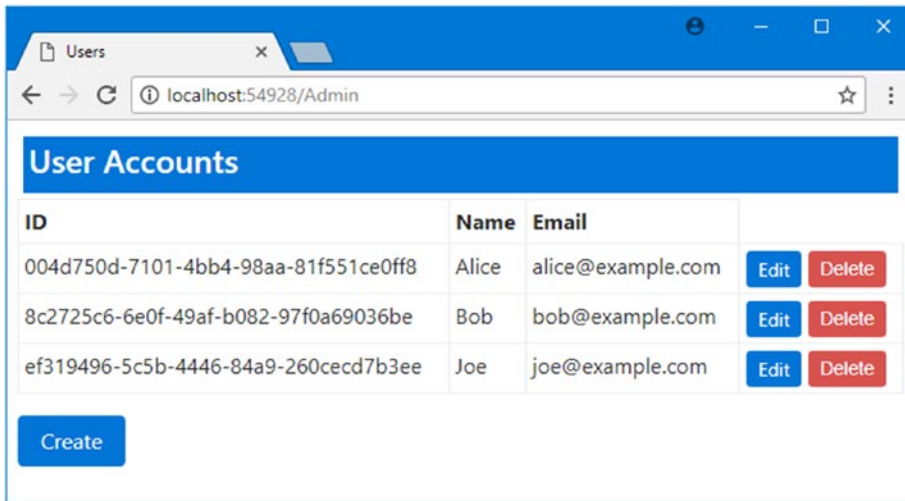 Users
localhost:54928/Admin
User Accounts
ID Name Email
004d750d-7101-4bb4-98aa-81f551ce0ff8 Alice alice@example.com Edit Delete
8c2725c6-6e0f-49af-b082-97f0a69036be Bob bob@example.com Edit Delete
ef319496-5c5b-4446-84a9-260cecd7b3ee Joe joe@example.com Edit Delete
Create